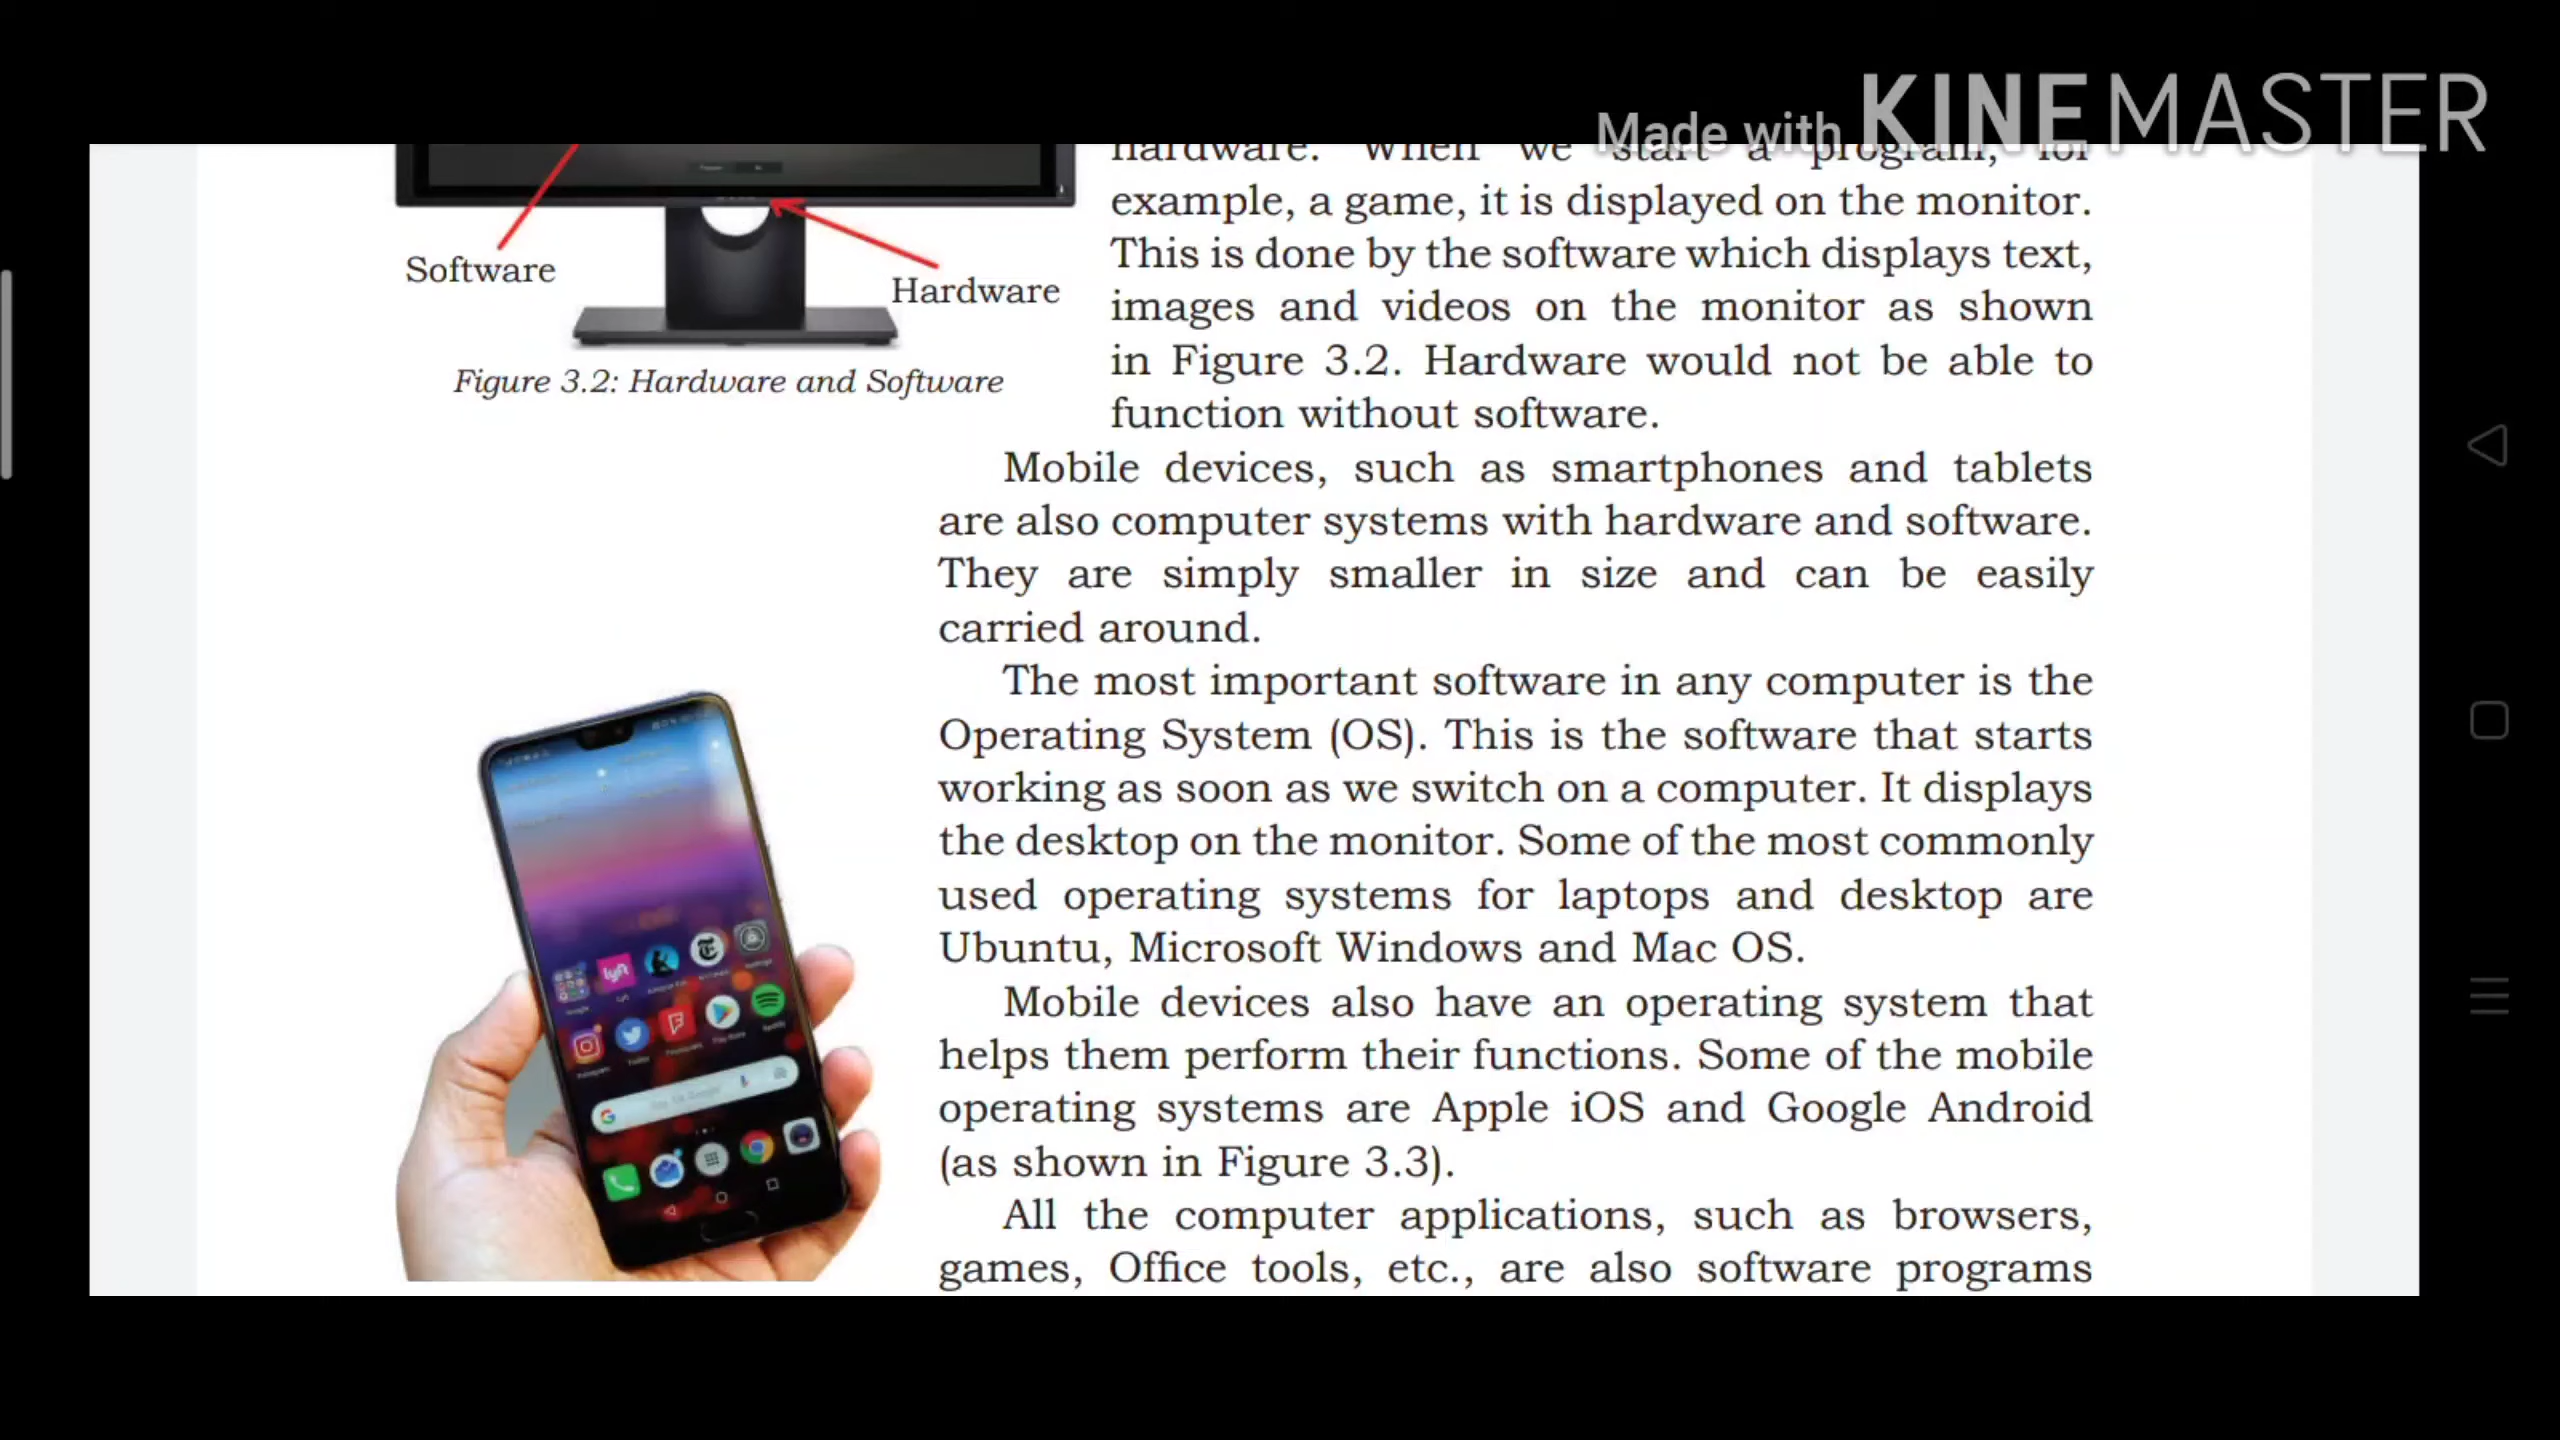 Made with KINEMASTER
hardware. When we start a program, for
example, a game, it is displayed on the monitor.
This is done by the software which displays text,
images and videos on the monitor as shown
in Figure 3.2. Hardware would not be able to
function without software.
Software
Hardware
Figure 3.2: Hardware and Software
Mobile devices, such as smartphones and tablets
are also computer systems with hardware and software.
They are simply smaller in size and can be easily
carried around.
The most important software in any computer is the
Operating System (OS). This is the software that starts
working as soon as we switch on a computer. It displays
the desktop on the monitor. Some of the most commonly
used operating systems for laptops and desktop are
Ubuntu, Microsoft Windows and Mac OS.
Mobile devices also have an operating system that
helps them perform their functions. Some of the mobile
operating systems are Apple iOS and Google Android
(as shown in Figure 3.3).
All the computer applications, such as browsers,
games, Office tools, etc., are also software programs
lyft